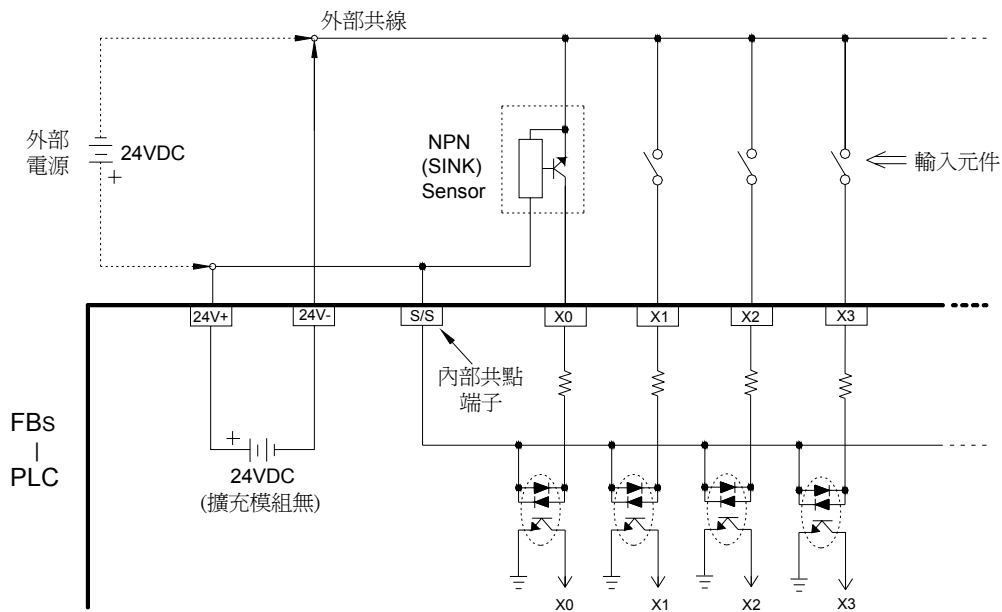 外部共線
外部
電源
24VDC
+
NPN
(SINK)
Sensor
輸入元件
24V+
24V-
S/S
X0
X1
X2
X3
內部共點
端子
FBs
|
PLC
+
24VDC
(擴充模組無)
X0
X1
X2
X3